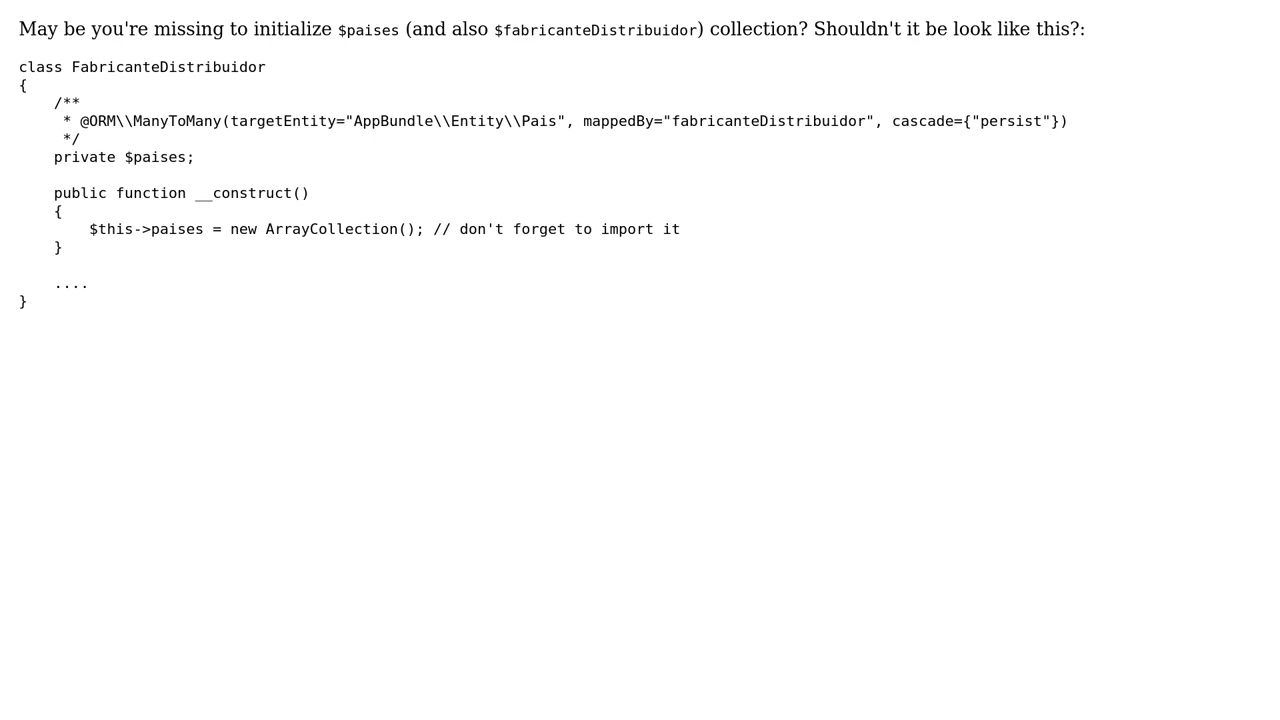 May be you're missing to initialize $paises (and also $fabricanteDistribuidor) collection? Shouldn't it be look like this?:
class FabricanteDistribuidor
{
    /**
     * @ORM\\ManyToMany(targetEntity="AppBundle\\Entity\\Pais", mappedBy="fabricanteDistribuidor", cascade={"persist"})
     */
    private $paises;

    public function __construct()
    {
        $this->paises = new ArrayCollection(); // don't forget to import it
    }

    ....
}